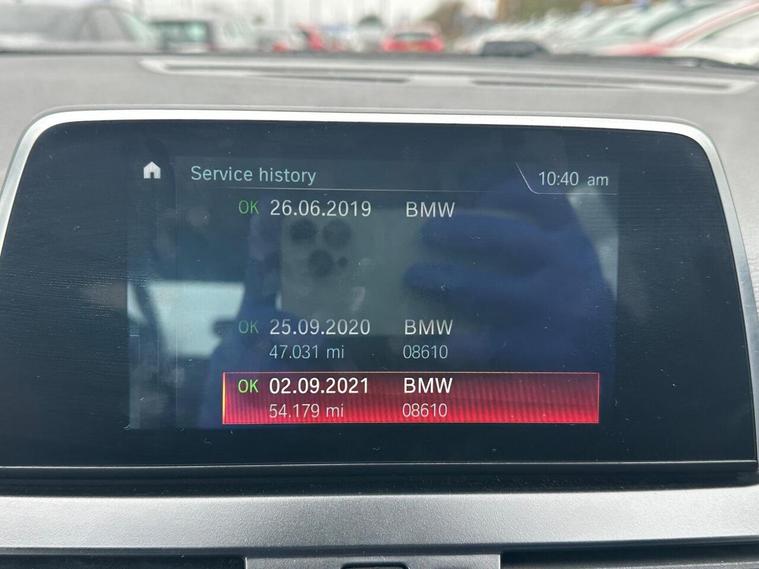 Service history
10:40 am
OK 26.06.2019 BMW
OK 25.09.2020 BMW
47.031 mi 08610
OK 02.09.2021 BMW
54.179 mi 08610